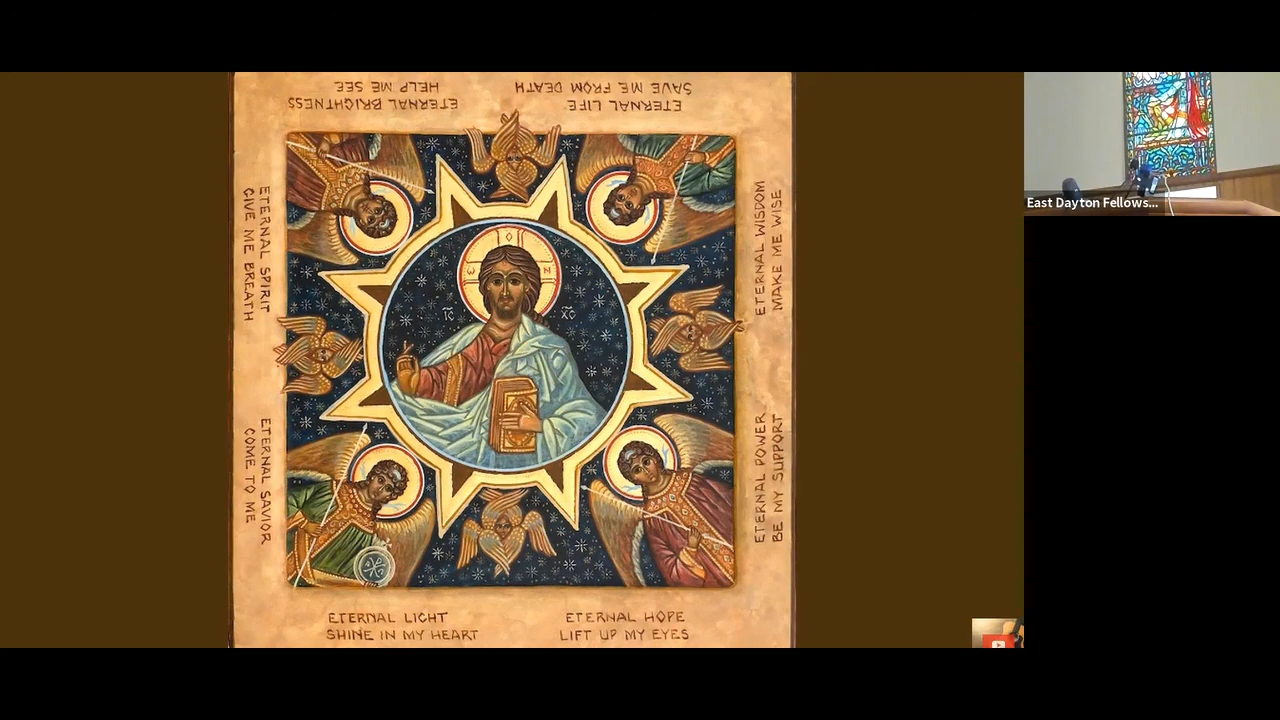 ETERNAL BRIGHTNESS
HELP ME SEE
ETERNAL LIFE
SAVE ME FROM DEATH
ETERNAL SPIRIT
GIVE ME BREATH
ETERNAL WISDOM
MAKE ME WISE
Ο
Ѡ Ν
ΙC ΧC
ETERNAL SAVIOR
COME TO ME
ETERNAL POWER
BE MY SUPPORT
ETERNAL LIGHT
SHINE IN MY HEART
ETERNAL HOPE
LIFT UP MY EYES
East Dayton Fellows...